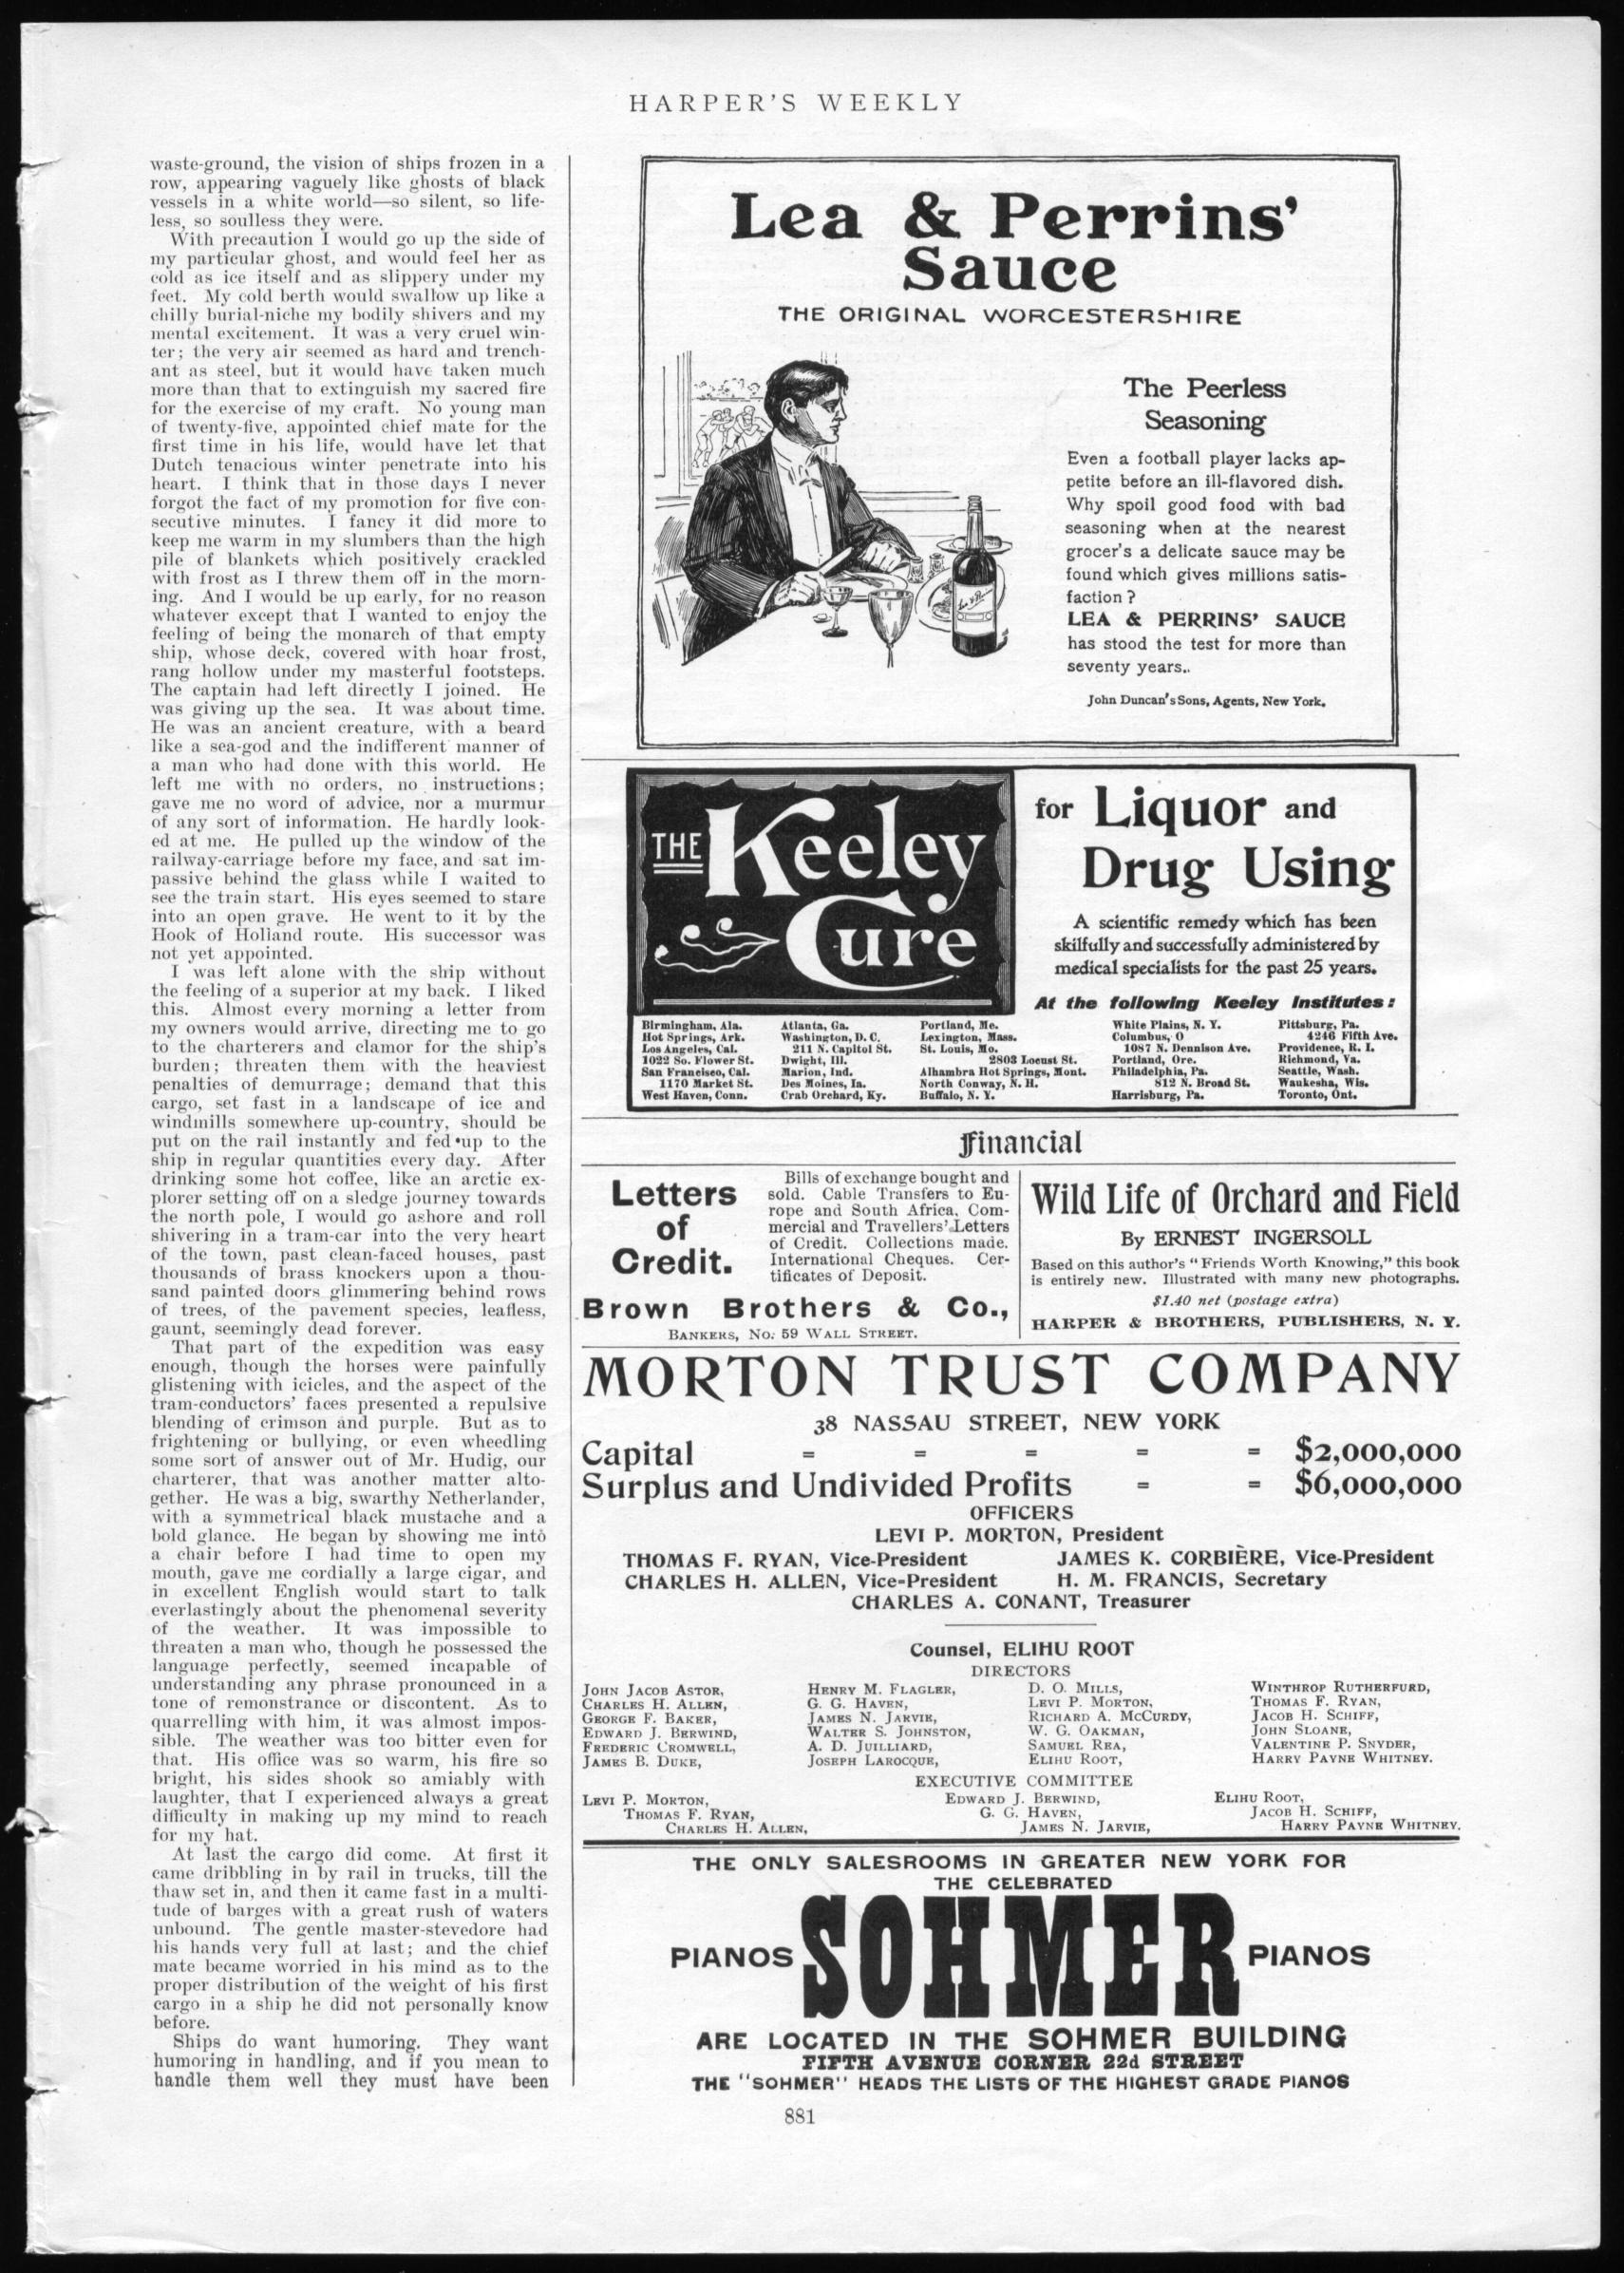 HARPER'S WEEKLY
waste-ground, the vision of ships frozen in a
row, appearing vaguely like ghosts of black
vessels in a white world—so silent, so life-
less, so soulless they were.
With precaution I would go up the side of
my particular ghost, and would feel her as
cold as ice itself and as slippery under my
feet. My cold berth would swallow up like a
chilly burial-niche my bodily shivers and my
mental excitement. It was a very cruel win-
ter; the very air seemed as hard and trench-
ant as steel, but it would have taken much
more than that to extinguish my sacred fire
for the exercise of my craft. No young man
of twenty-five, appointed chief mate for the
first time in his life, would have let that
Dutch tenacious winter penetrate into his
heart. I think that in those days I never
forgot the fact of my promotion for five con-
secutive minutes. I fancy it did more to
keep me warm in my slumbers than the high
pile of blankets which positively crackled
with frost as I threw them off in the morn-
ing. And I would be up early, for no reason
whatever except that I wanted to enjoy the
feeling of being the monarch of that empty
ship, whose deck, covered with hoar frost,
rang hollow under my masterful footsteps.
The captain had left directly I joined. He
was giving up the sea. It was about time.
He was an ancient creature, with a beard
like a sea-god and the indifferent manner of
a man who had done with this world. He
left me with no orders, no instructions;
gave me no word of advice, nor a murmur
of any sort of information. He hardly look-
ed at me. He pulled up the window of the
railway-carriage before my face, and sat im-
passive behind the glass while I waited to
see the train start. His eyes seemed to stare
into an open grave. He went to it by the
Hook of Holland route. His successor was
not yet appointed.
I was left alone with the ship without
the feeling of a superior at my back. I liked
this. Almost every morning a letter from
my owners would arrive, directing me to go
to the charterers and clamor for the ship's
burden; threaten them with the heaviest
penalties of demurrage; demand that this
cargo, set fast in a landscape of ice and
windmills somewhere up-country, should be
put on the rail instantly and fed up to the
ship in regular quantities every day. After
drinking some hot coffee, like an arctic ex-
plorer setting off on a sledge journey towards
the north pole, I would go ashore and roll
shivering in a tram-car into the very heart
of the town, past clean-faced houses, past
thousands of brass knockers upon a thou-
sand painted doors glimmering behind rows
of trees, of the pavement species, leafless,
gaunt, seemingly dead forever.
That part of the expedition was easy
enough, though the horses were painfully
glistening with icicles, and the aspect of the
tram-conductors' faces presented a repulsive
blending of crimson and purple. But as to
frightening or bullying, or even wheedling
some sort of answer out of Mr. Hudig, our
charterer, that was another matter alto-
gether. He was a big, swarthy Netherlander,
with a symmetrical black mustache and a
bold glance. He began by showing me into
a chair before I had time to open my
mouth, gave me cordially a large cigar, and
in excellent English would start to talk
everlastingly about the phenomenal severity
of the weather. It was impossible to
threaten a man who, though he possessed the
language perfectly, seemed incapable of
understanding any phrase pronounced in a
tone of remonstrance or discontent. As to
quarrelling with him, it was almost impos-
sible. The weather was too bitter even for
that. His office was so warm, his fire so
bright, his sides shook so amiably with
laughter, that I experienced always a great
difficulty in making up my mind to reach
for my hat.
At last the cargo did come. At first it
came dribbling in by rail in trucks, till the
thaw set in, and then it came fast in a multi-
tude of barges with a great rush of waters
unbound. The gentle master-stevedore had
his hands very full at last; and the chief
mate became worried in his mind as to the
proper distribution of the weight of his first
cargo in a ship he did not personally know
before.
Ships do want humoring. They want
humoring in handling, and if you mean to
handle them well they must have been
Lea & Perrins'
Sauce
THE ORIGINAL WORCESTERSHIRE
The Peerless
Seasoning
Even a football player lacks ap-
petite before an ill-flavored dish.
Why spoil good food with bad
seasoning when at the nearest
grocer's a delicate sauce may be
found which gives millions satis-
faction?
LEA & PERRINS' SAUCE
has stood the test for more than
seventy years.
John Duncan's Sons, Agents, New York.
Lea & Perrins
THE Keeley
Cure
for Liquor and
Drug Using
A scientific remedy which has been
skilfully and successfully administered by
medical specialists for the past 25 years.
At the following Keeley Institutes:
Birmingham, Ala.
Hot Springs, Ark.
Los Angeles, Cal.
1022 So. Flower St.
San Francisco, Cal.
1170 Market St.
West Haven, Conn.
Atlanta, Ga.
Washington, D. C.
211 N. Capitol St.
Dwight, Ill.
Marion, Ind.
Des Moines, Ia.
Crab Orchard, Ky.
Portland, Me.
Lexington, Mass.
St. Louis, Mo.
2803 Locust St.
Alhambra Hot Springs, Mont.
North Conway, N. H.
Buffalo, N. Y.
White Plains, N. Y.
Columbus, O
1087 N. Dennison Ave.
Portland, Ore.
Philadelphia, Pa.
812 N. Broad St.
Harrisburg, Pa.
Pittsburg, Pa.
4246 Fifth Ave.
Providence, R. I.
Richmond, Va.
Seattle, Wash.
Waukesha, Wis.
Toronto, Ont.
Financial
Letters
of
Credit.
Bills of exchange bought and
sold. Cable Transfers to Eu-
rope and South Africa. Com-
mercial and Travellers' Letters
of Credit. Collections made.
International Cheques. Cer-
tificates of Deposit.
Brown Brothers & Co.,
BANKERS, NO. 59 WALL STREET.
Wild Life of Orchard and Field
By ERNEST INGERSOLL
Based on this author's "Friends Worth Knowing," this book
is entirely new. Illustrated with many new photographs.
$1.40 net (postage extra)
HARPER & BROTHERS, PUBLISHERS, N. Y.
MORTON TRUST COMPANY
38 NASSAU STREET, NEW YORK
Capital = = = = = $2,000,000
Surplus and Undivided Profits = = $6,000,000
OFFICERS
LEVI P. MORTON, President
THOMAS F. RYAN, Vice-President JAMES K. CORBIÈRE, Vice-President
CHARLES H. ALLEN, Vice-President H. M. FRANCIS, Secretary
CHARLES A. CONANT, Treasurer
Counsel, ELIHU ROOT
DIRECTORS
JOHN JACOB ASTOR, HENRY M. FLAGLER, D. O. MILLS, WINTHROP RUTHERFURD,
CHARLES H. ALLEN, G. G. HAVEN, LEVI P. MORTON, THOMAS F. RYAN,
GEORGE F. BAKER, JAMES N. JARVIE, RICHARD A. MCCURDY, JACOB H. SCHIFF,
EDWARD J. BERWIND, WALTER S. JOHNSTON, W. G. OAKMAN, JOHN SLOANE,
FREDERIC CROMWELL, A. D. JUILLIARD, SAMUEL REA, VALENTINE P. SNYDER,
JAMES B. DUKE, JOSEPH LAROCQUE, ELIHU ROOT, HARRY PAYNE WHITNEY.
EXECUTIVE COMMITTEE
LEVI P. MORTON, EDWARD J. BERWIND, ELIHU ROOT,
THOMAS F. RYAN, G. G. HAVEN, JACOB H. SCHIFF,
CHARLES H. ALLEN, JAMES N. JARVIE, HARRY PAYNE WHITNEY.
THE ONLY SALESROOMS IN GREATER NEW YORK FOR
THE CELEBRATED
PIANOS SOHMER PIANOS
ARE LOCATED IN THE SOHMER BUILDING
FIFTH AVENUE CORNER 22d STREET
THE "SOHMER" HEADS THE LISTS OF THE HIGHEST GRADE PIANOS
881